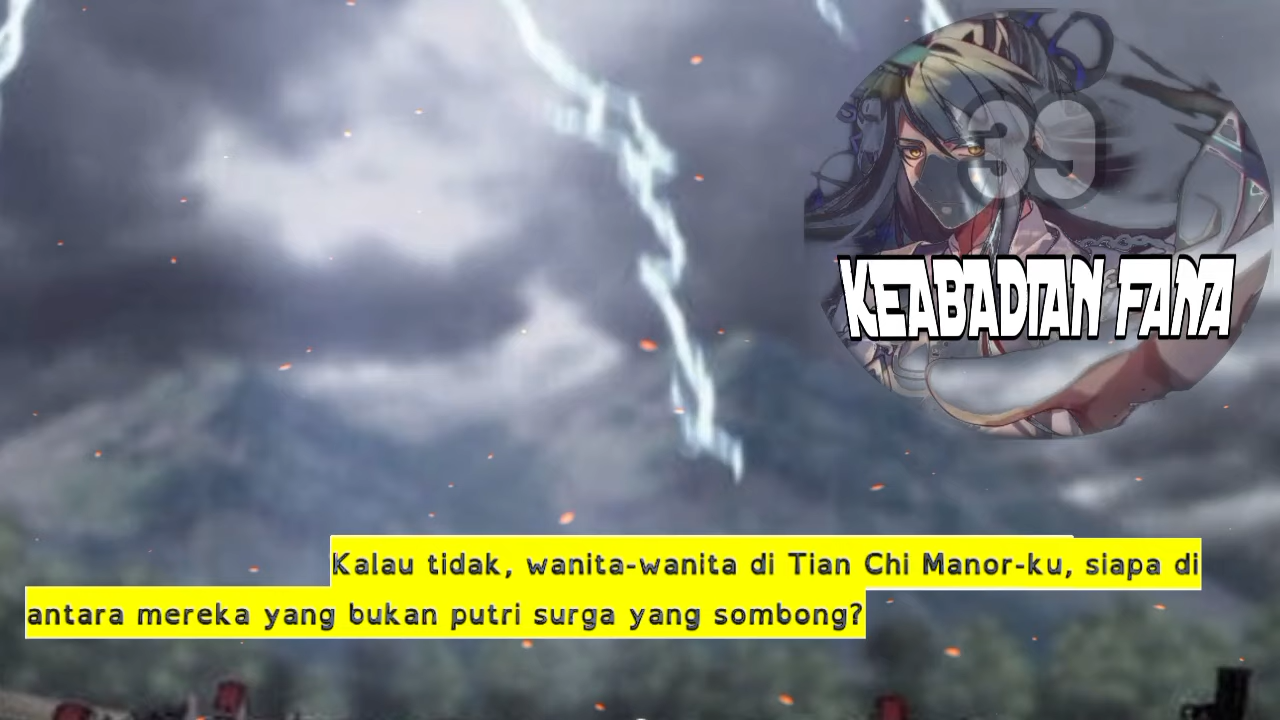 39
KEABADIAN FANA
Kalau tidak, wanita-wanita di Tian Chi Manor-ku, siapa di
antara mereka yang bukan putri surga yang sombong?